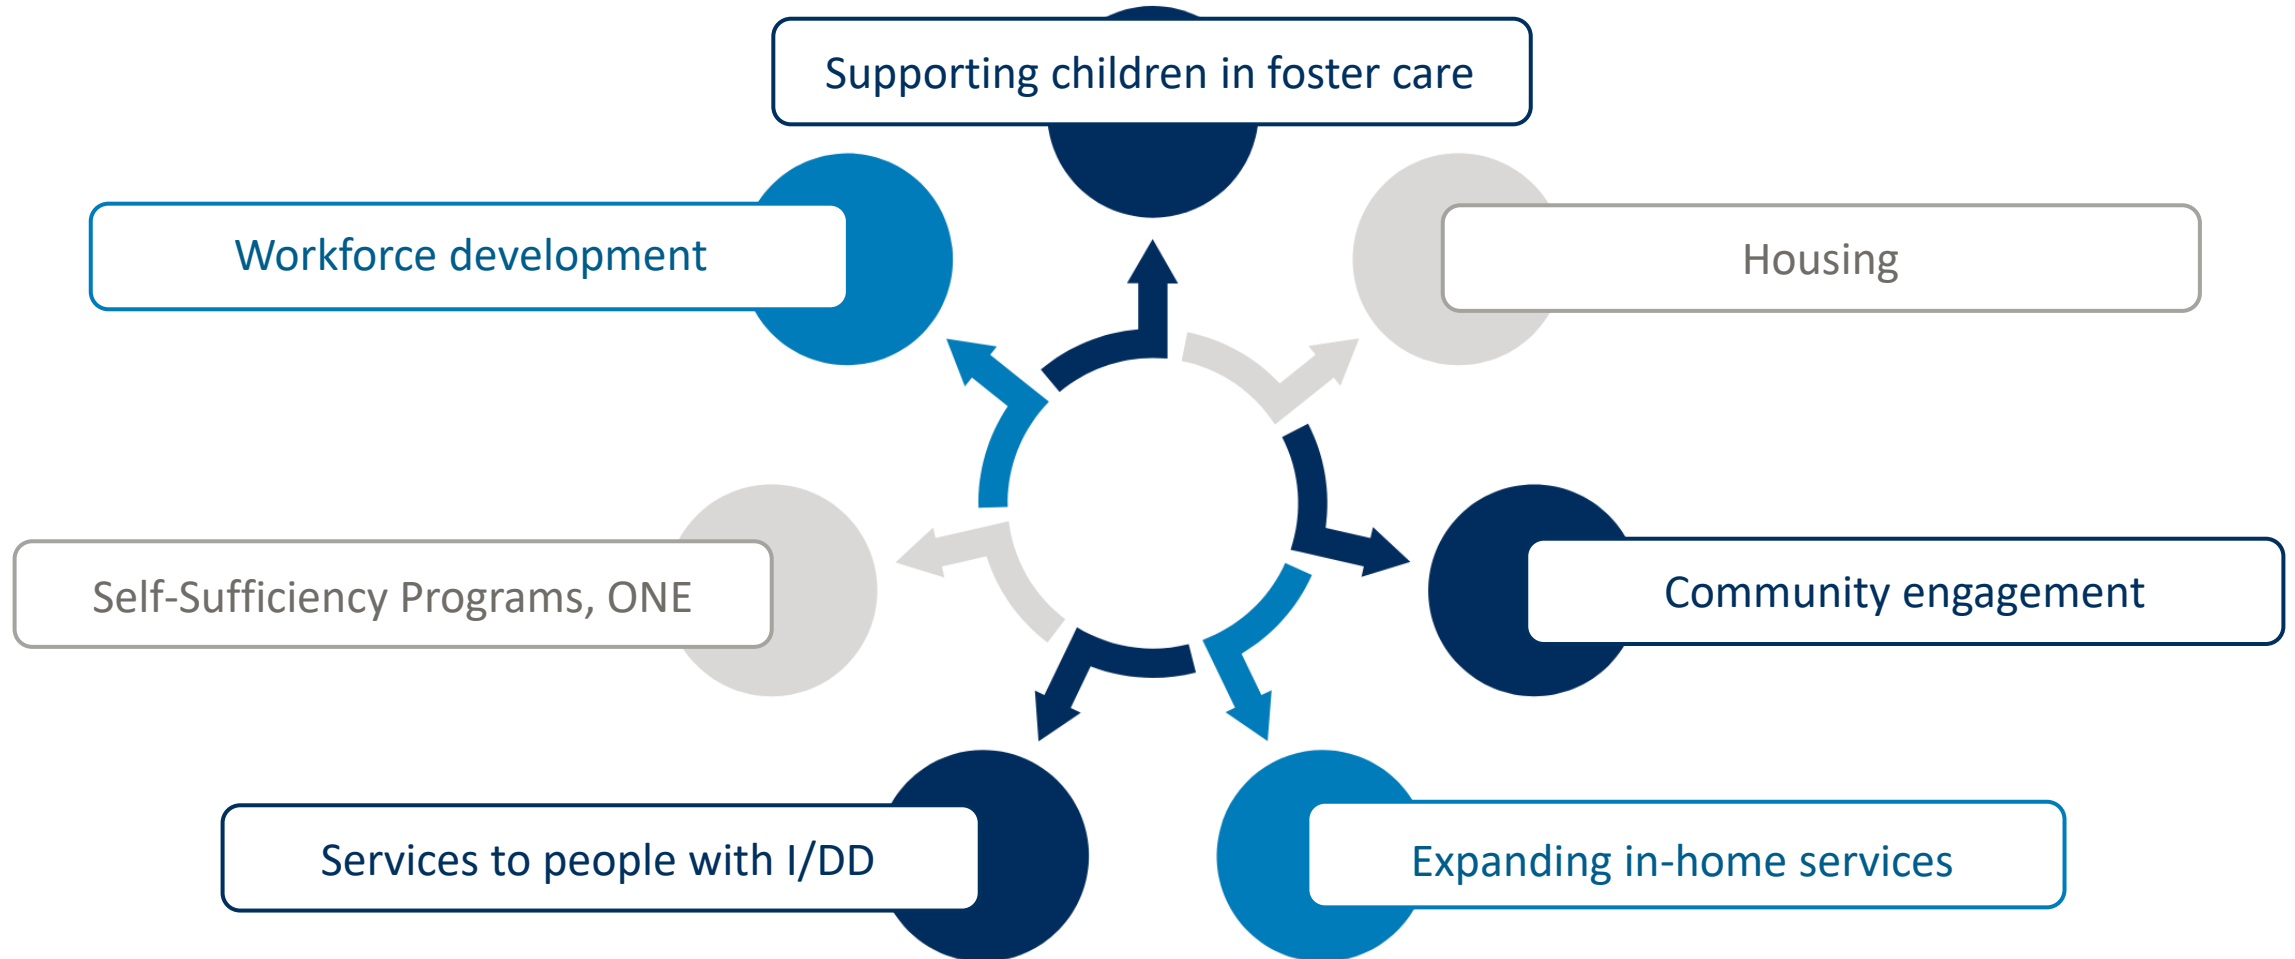 Supporting children in foster care
Workforce development
Housing
Self-Sufficiency Programs, ONE
Community engagement
Services to people with I/DD
Expanding in-home services